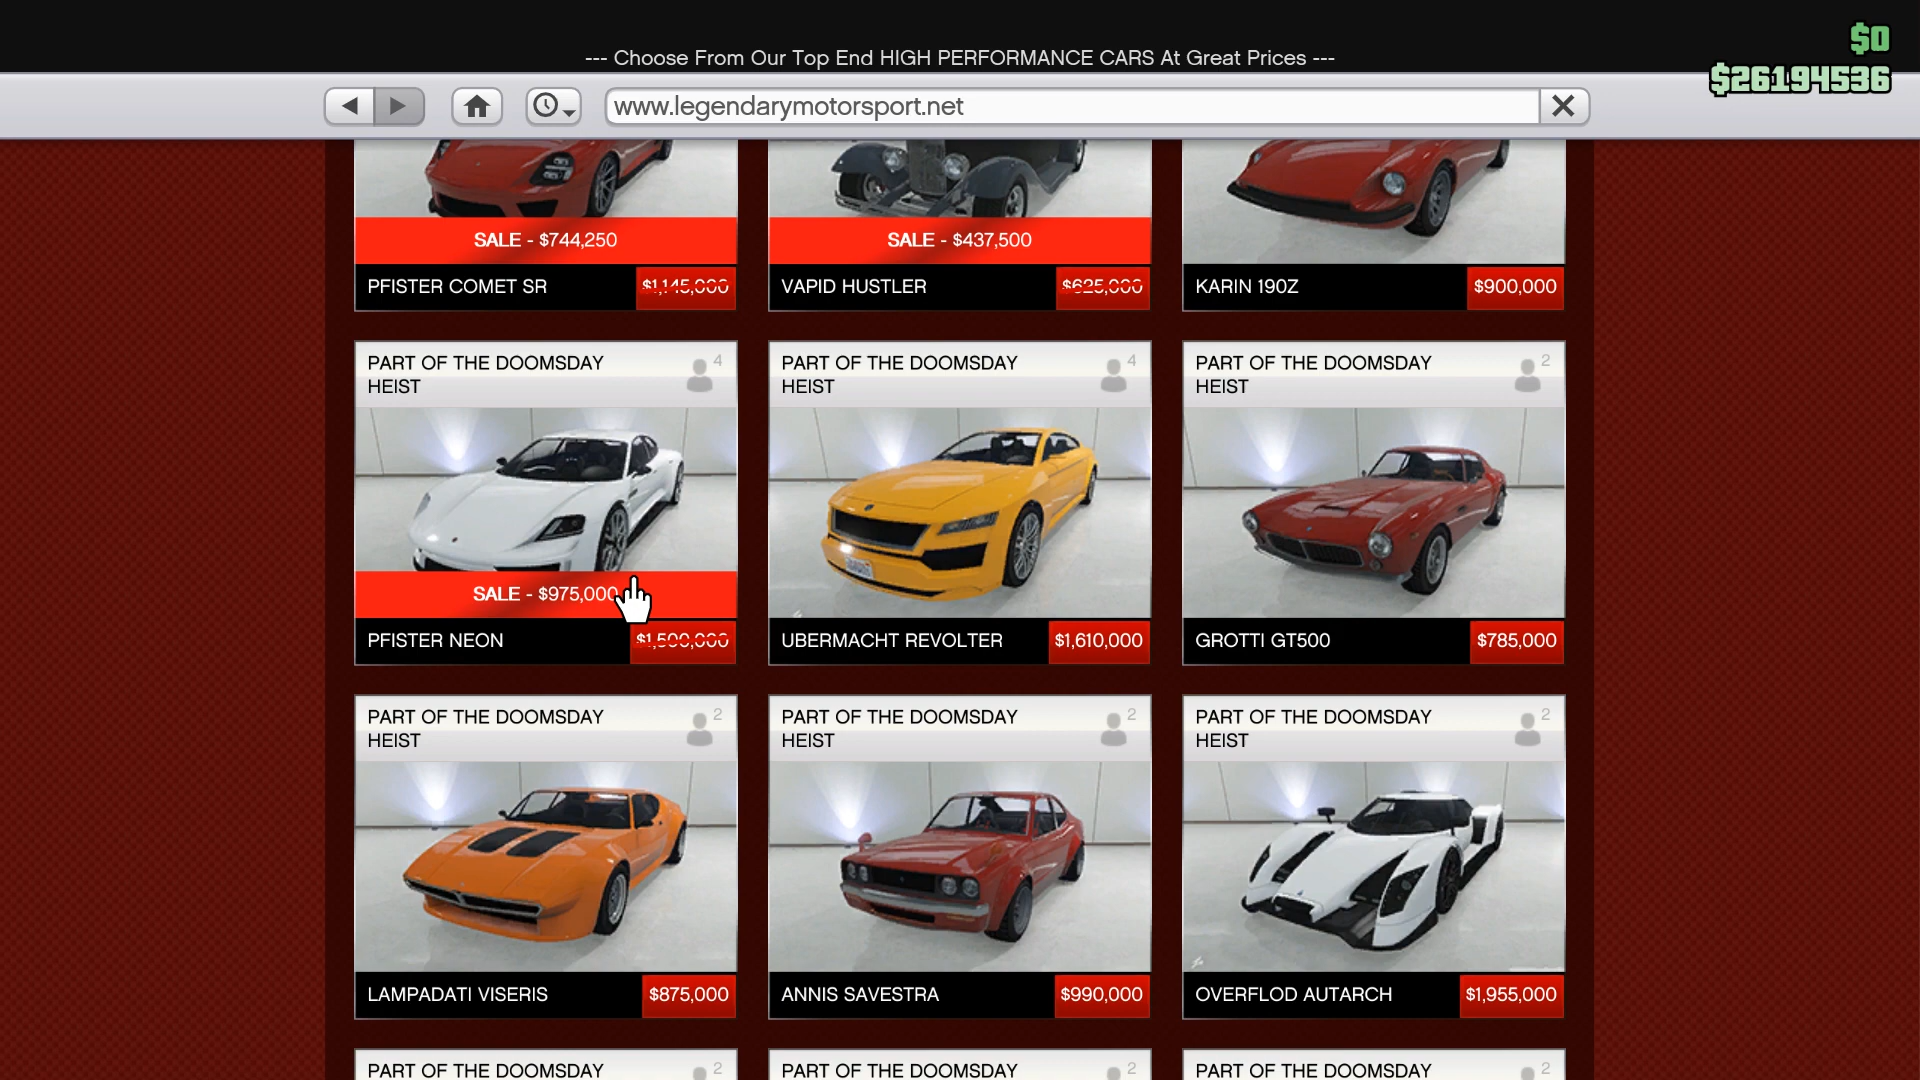 --- Choose From Our Top End HIGH PERFORMANCE CARS At Great Prices ---
$0
$26194536
www.legendarymotorsport.net
SALE - $744,250
PFISTER COMET SR
$1,145,000
SALE - $437,500
VAPID HUSTLER
$625,000
KARIN 190Z
$900,000
PART OF THE DOOMSDAY
HEIST
4
SALE - $975,000
PFISTER NEON
$1,500,000
PART OF THE DOOMSDAY
HEIST
4
UBERMACHT REVOLTER
$1,610,000
PART OF THE DOOMSDAY
HEIST
2
GROTTI GT500
$785,000
PART OF THE DOOMSDAY
HEIST
2
LAMPADATI VISERIS
$875,000
PART OF THE DOOMSDAY
HEIST
2
ANNIS SAVESTRA
$990,000
PART OF THE DOOMSDAY
HEIST
2
OVERFLOD AUTARCH
$1,955,000
PART OF THE DOOMSDAY
2
PART OF THE DOOMSDAY
2
PART OF THE DOOMSDAY
2